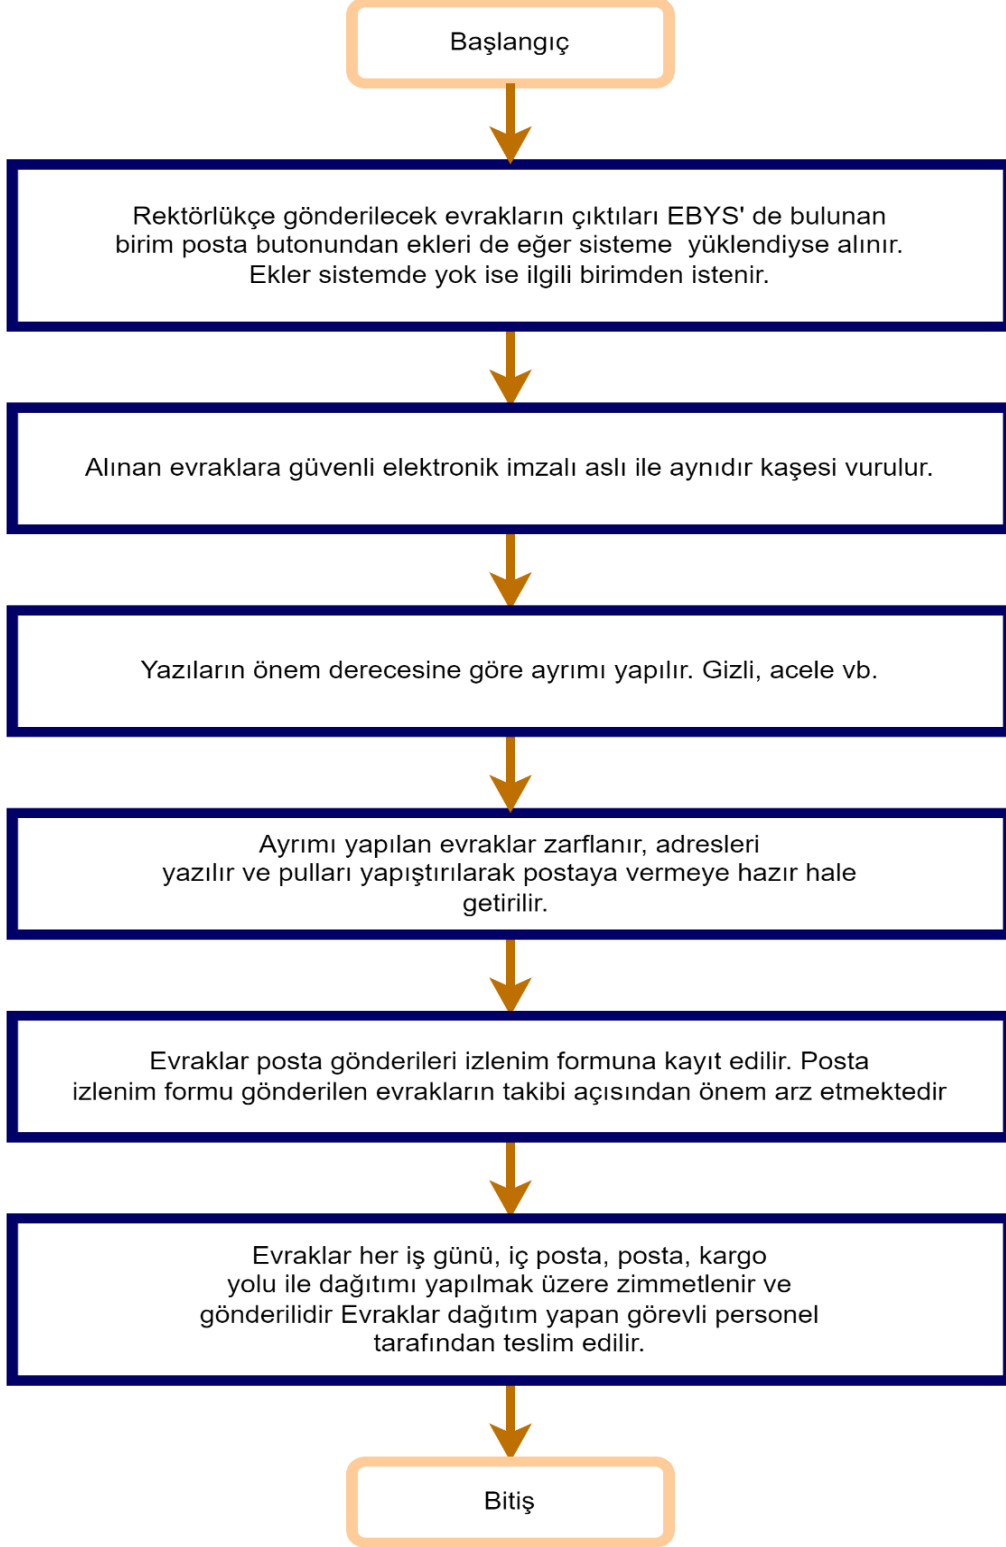 Başlangıç
Rektörlükçe gönderilecek evrakların çıktıları EBYS' de bulunan
birim posta butonundan ekleri de eğer sisteme  yüklendiyse alınır.
Ekler sistemde yok ise ilgili birimden istenir.
Alınan evraklara güvenli elektronik imzalı aslı ile aynıdır kaşesi vurulur.
Yazıların önem derecesine göre ayrımı yapılır. Gizli, acele vb.
Ayrımı yapılan evraklar zarflanır, adresleri
yazılır ve pulları yapıştırılarak postaya vermeye hazır hale
getirilir.
Evraklar posta gönderileri izlenim formuna kayıt edilir. Posta
izlenim formu gönderilen evrakların takibi açısından önem arz etmektedir
Evraklar her iş günü, iç posta, posta, kargo
yolu ile dağıtımı yapılmak üzere zimmetlenir ve
gönderilidir Evraklar dağıtım yapan görevli personel
tarafından teslim edilir.
Bitiş